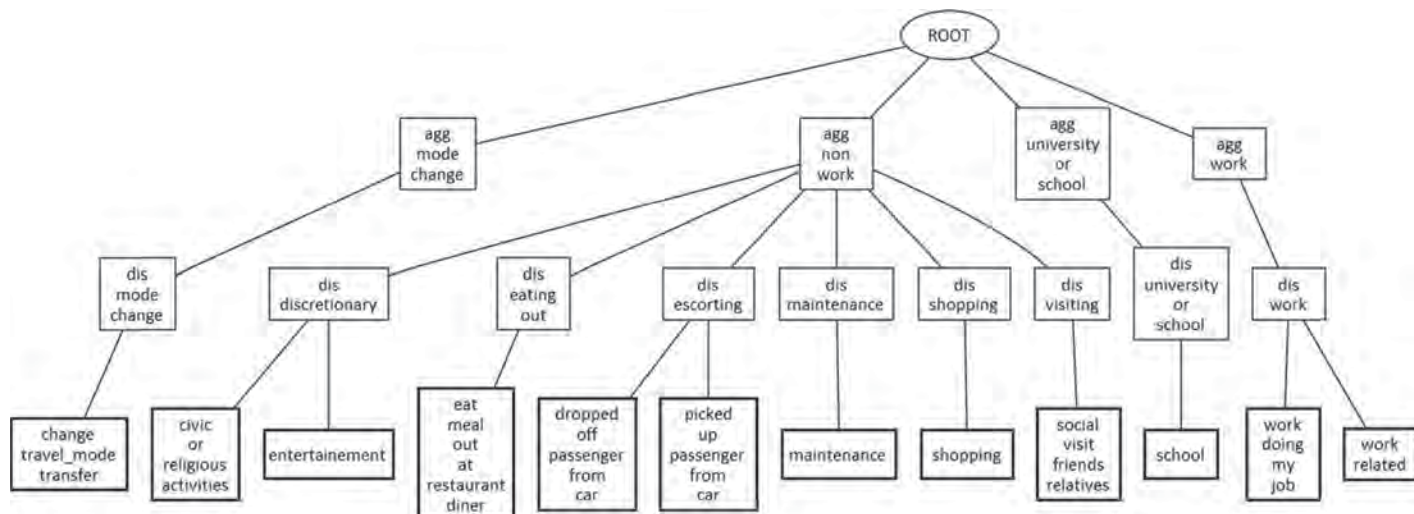 ROOT
agg
mode
change
agg
non
work
agg
university
or
school
agg
work
dis
mode
change
dis
discretionary
dis
eating
out
dis
escorting
dis
maintenance
dis
shopping
dis
visiting
dis
university
or
school
dis
work
change
travel_mode
transfer
civic
or
religious
activities
entertainement
eat
meal
out
at
restaurant
diner
dropped
off
passenger
from
car
picked
up
passenger
from
car
maintenance
shopping
social
visit
friends
relatives
school
work
doing
my
job
work
related